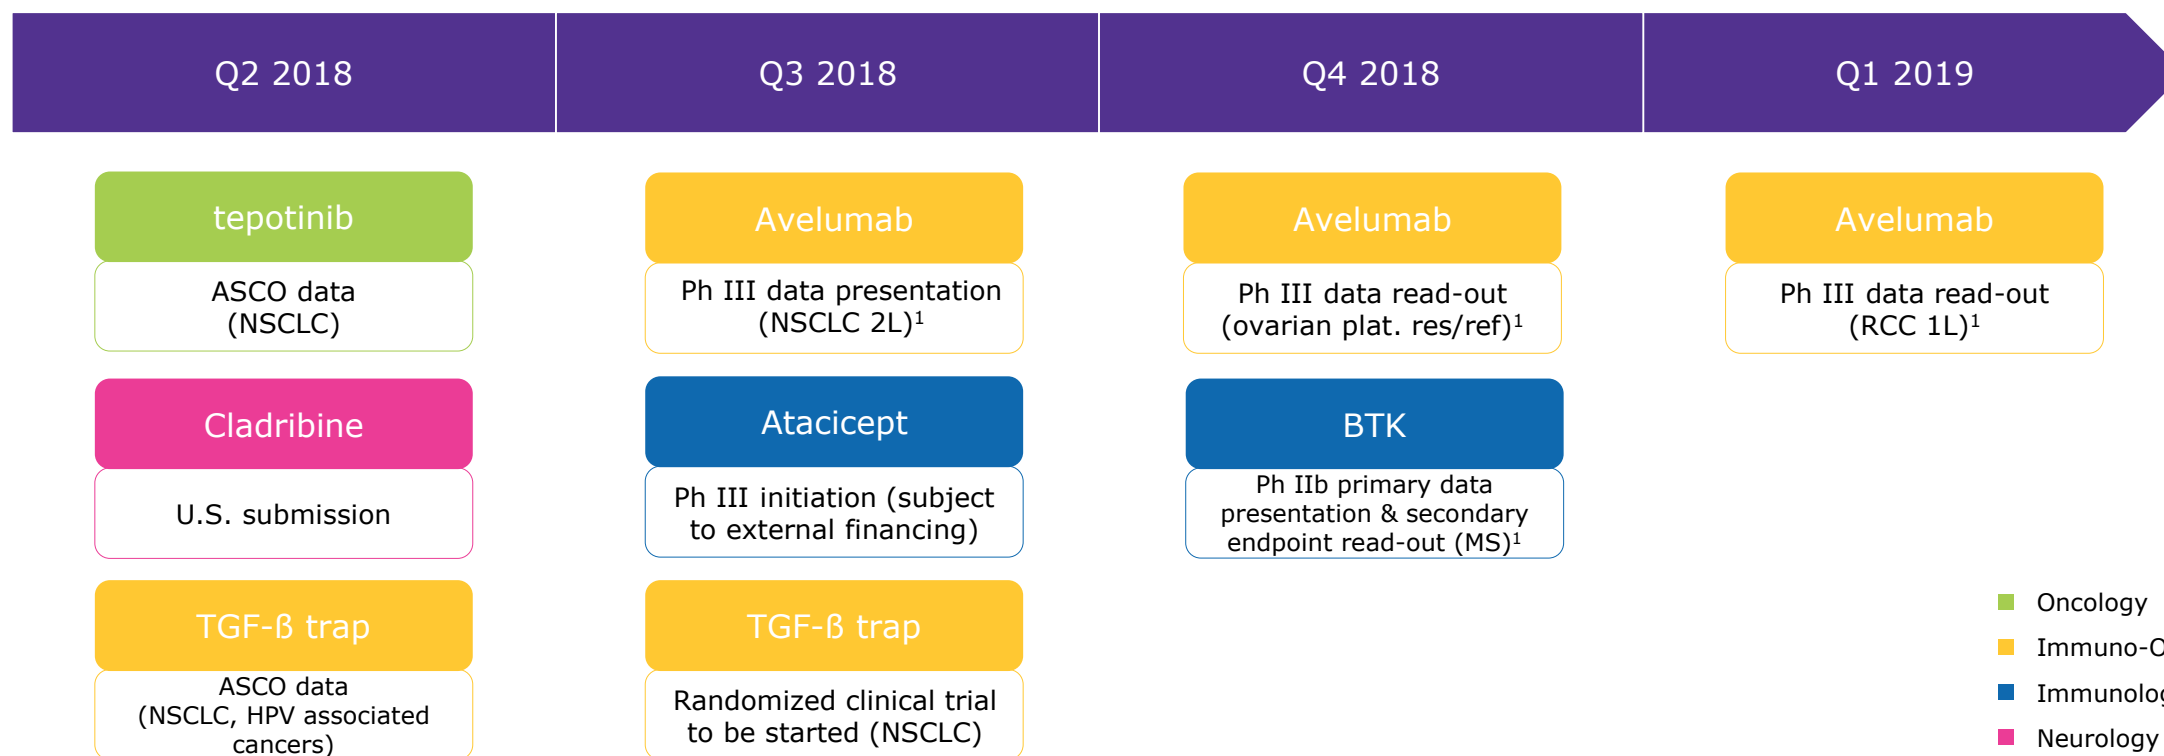 Q2 2018
Q3 2018
Q4 2018
Q1 2019
tepotinib
ASCO data
(NSCLC)
Cladribine
U.S. submission
TGF-ß trap
ASCO data
(NSCLC, HPV associated
cancers)
Avelumab
Ph III data presentation
(NSCLC 2L)¹
Atacicept
Ph III initiation (subject
to external financing)
TGF-ß trap
Randomized clinical trial
to be started (NSCLC)
Avelumab
Ph III data read-out
(ovarian plat. res/ref)¹
BTK
Ph IIb primary data
presentation & secondary
endpoint read-out (MS)¹
Avelumab
Ph III data read-out
(RCC 1L)¹
Oncology
Immuno-O
Immunolog
Neurology